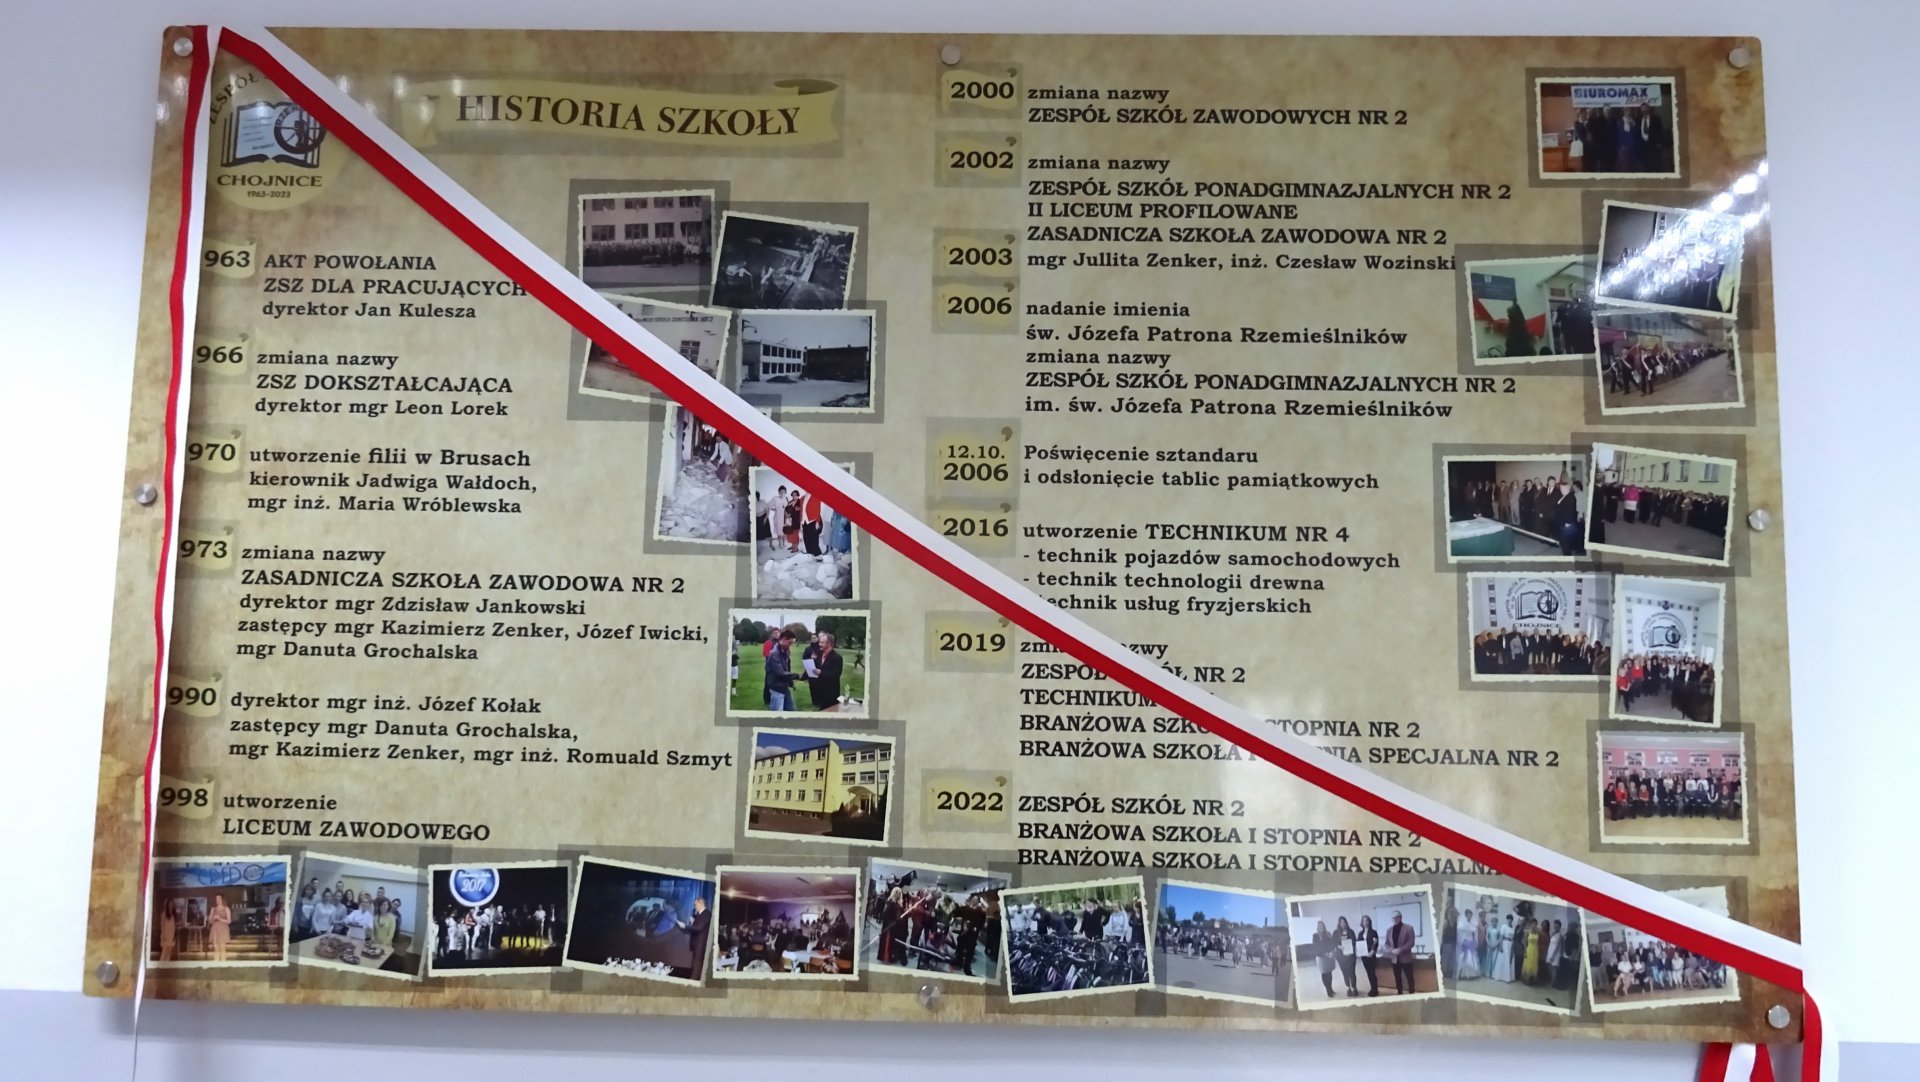 ZESPÓŁ
CHOJNICE
1963-2023
HISTORIA SZKOŁY
963 AKT POWOŁANIA
ZSZ DLA PRACUJĄCYCH
dyrektor Jan Kulesza
966 zmiana nazwy
ZSZ DOKSZTAŁCAJĄCA
dyrektor mgr Leon Lorek
970 utworzenie filii w Brusach
kierownik Jadwiga Wałdoch,
mgr inż. Maria Wróblewska
973 zmiana nazwy
ZASADNICZA SZKOŁA ZAWODOWA NR 2
dyrektor mgr Zdzisław Jankowski
zastępcy mgr Kazimierz Zenker, Józef Iwicki,
mgr Danuta Grochalska
990 dyrektor mgr inż. Józef Kołak
zastępcy mgr Danuta Grochalska,
mgr Kazimierz Zenker, mgr inż. Romuald Szmyt
998 utworzenie
LICEUM ZAWODOWEGO
2000 zmiana nazwy
ZESPÓŁ SZKÓŁ ZAWODOWYCH NR 2
2002 zmiana nazwy
ZESPÓŁ SZKÓŁ PONADGIMNAZJALNYCH NR 2
II LICEUM PROFILOWANE
ZASADNICZA SZKOŁA ZAWODOWA NR 2
2003 mgr Jullita Zenker, inż. Czesław Wozinski
2006 nadanie imienia
św. Józefa Patrona Rzemieślników
zmiana nazwy
ZESPÓŁ SZKÓŁ PONADGIMNAZJALNYCH NR 2
im. św. Józefa Patrona Rzemieślników
12.10. Poświęcenie sztandaru
2006 i odsłonięcie tablic pamiątkowych
2016 utworzenie TECHNIKUM NR 4
- technik pojazdów samochodowych
- technik technologii drewna
technik usług fryzjerskich
2019
NR 2
TECHNIKUM
BRANŻOWA STOPNIA NR 2
BRANŻOWA SZKOŁA SPECJALNA NR 2
2022 ZESPÓŁ SZKÓŁ NR 2
BRANŻOWA SZKOŁA I STOPNIA NR 2
BRANŻOWA SZKOŁA I STOPNIA SPECJALNA
BIUROMAX
CHOJNICE
2017